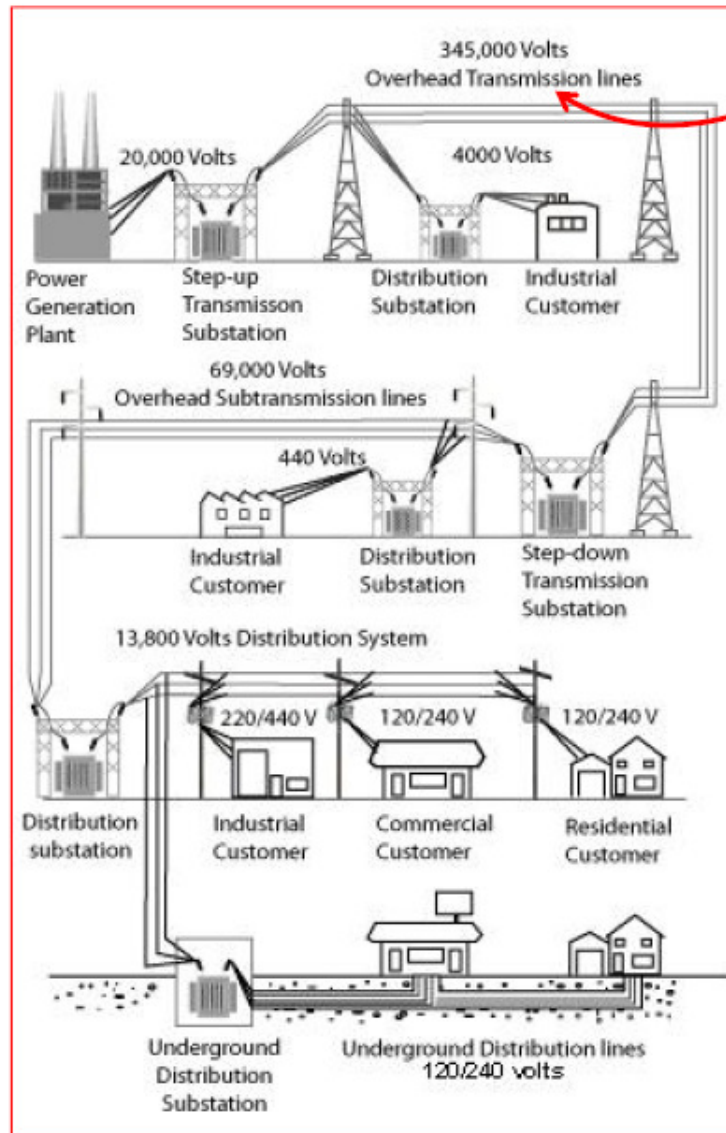 345,000 Volts
Overhead Transmission lines
20,000 Volts
4000 Volts
Power
Generation
Plant
Step-up
Transmisson
Substation
Distribution
Substation
Industrial
Customer
69,000 Volts
Overhead Subtransmission lines
440 Volts
Industrial
Customer
Distribution
Substation
Step-down
Transmission
Substation
13,800 Volts Distribution System
220/440 V
120/240 V
120/240 V
Distribution
substation
Industrial
Customer
Commercial
Customer
Residential
Customer
Underground
Distribution
Substation
Underground Distribution lines
120/240 volts